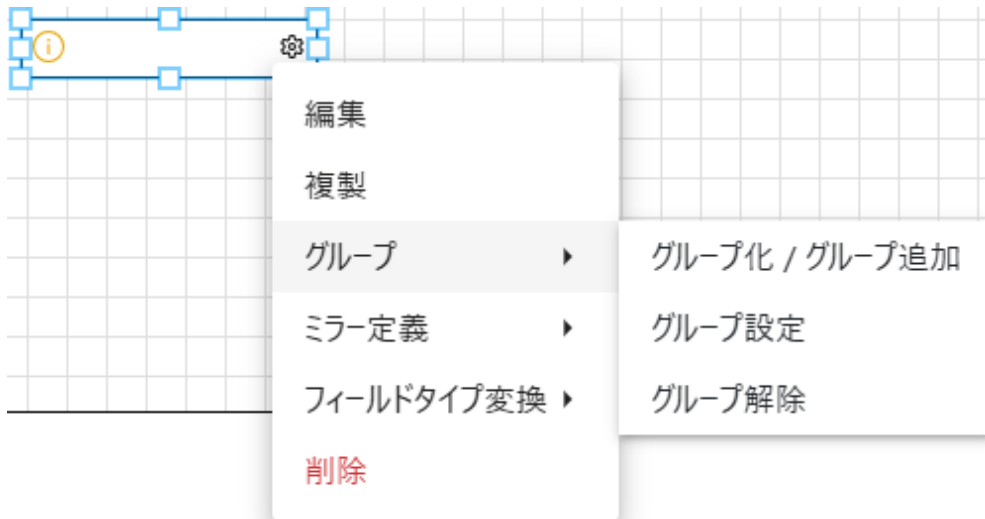 編集
複製
グループ
グループ化 / グループ追加
ミラー定義
グループ設定
フィールドタイプ変換
グループ解除
削除